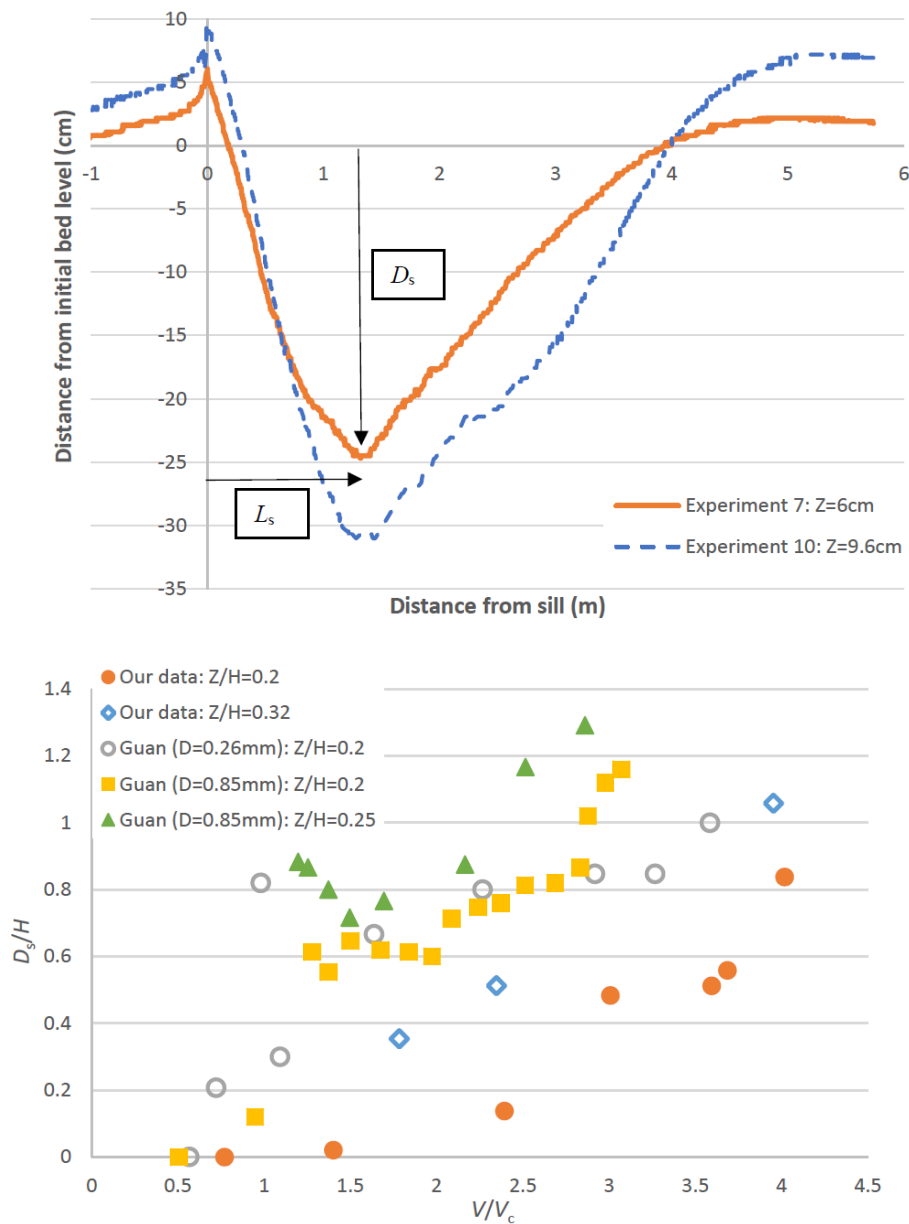 10
5
0
-5
-10
-15
-20
-25
-30
-35
-1 0 1 2 3 4 5 6
Distance from initial bed level (cm)
Ds
Ls
Experiment 7: Z=6cm
Experiment 10: Z=9.6cm
Distance from sill (m)
Our data: Z/H=0.2
Our data: Z/H=0.32
Guan (D=0.26mm): Z/H=0.2
Guan (D=0.85mm): Z/H=0.2
Guan (D=0.85mm): Z/H=0.25
1.4
1.2
1
0.8
0.6
0.4
0.2
0
Ds/H
0 0.5 1 1.5 2 2.5 3 3.5 4 4.5
V/Vc